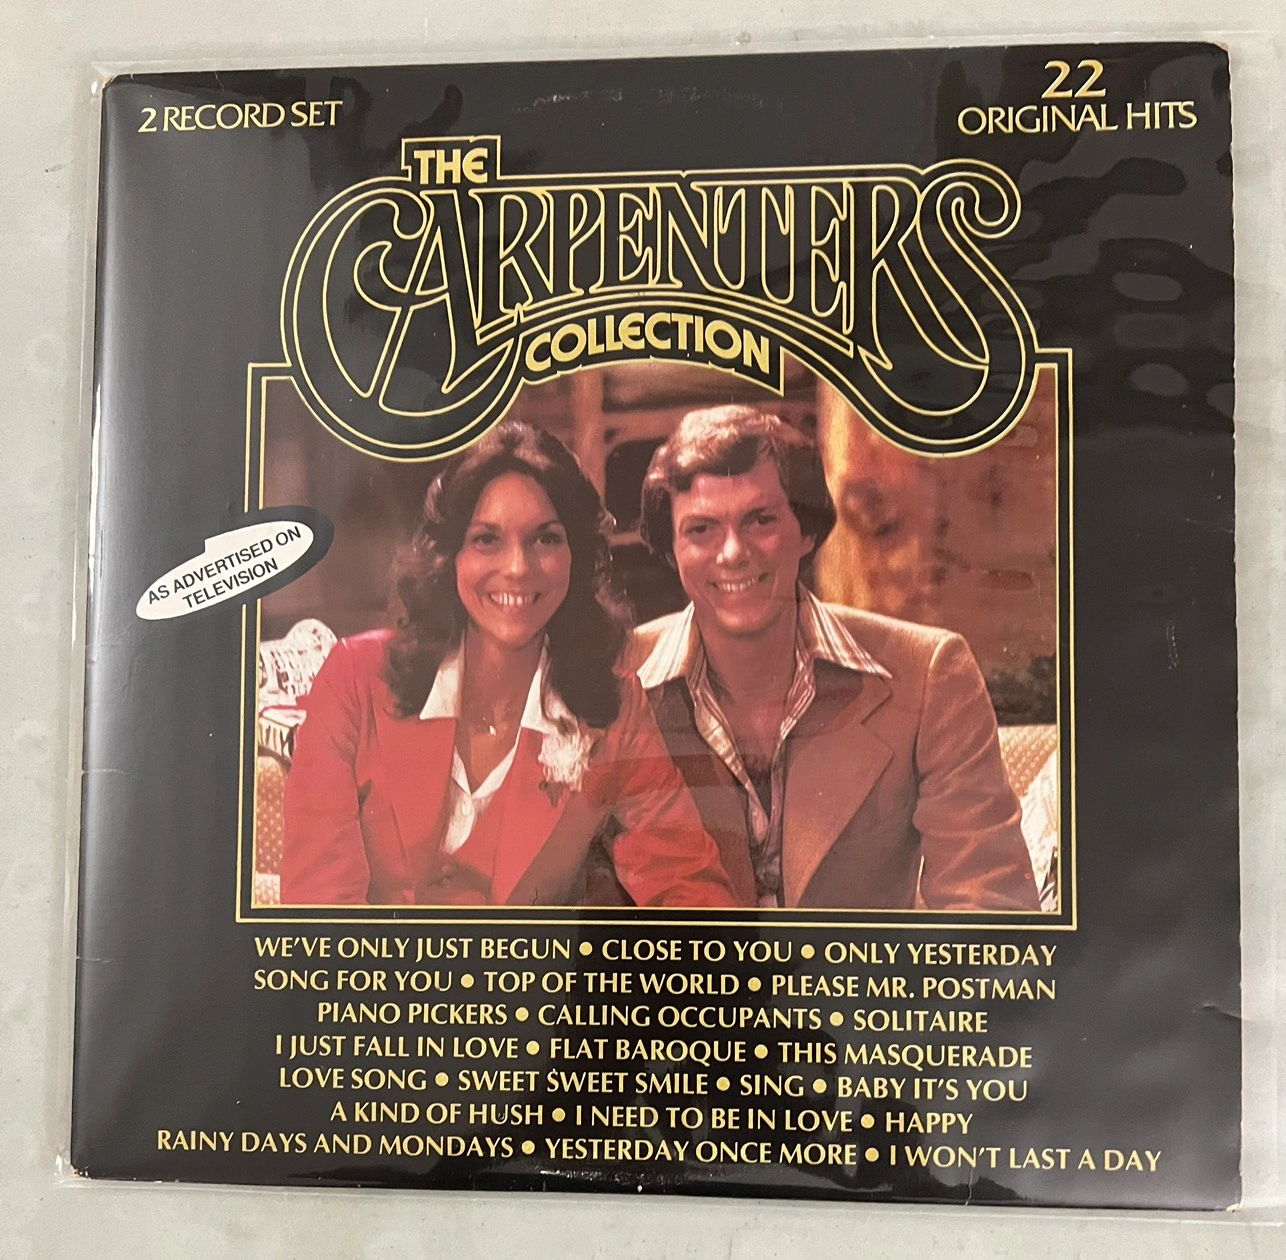 2 RECORD SET
22
ORIGINAL HITS
THE
CARPENTERS
COLLECTION
AS ADVERTISED ON
TELEVISION
WE'VE ONLY JUST BEGUN • CLOSE TO YOU • ONLY YESTERDAY
SONG FOR YOU • TOP OF THE WORLD • PLEASE MR. POSTMAN
PIANO PICKERS • CALLING OCCUPANTS • SOLITAIRE
I JUST FALL IN LOVE • FLAT BAROQUE • THIS MASQUERADE
LOVE SONG • SWEET SWEET SMILE • SING • BABY IT'S YOU
A KIND OF HUSH • I NEED TO BE IN LOVE • HAPPY
RAINY DAYS AND MONDAYS • YESTERDAY ONCE MORE • I WON'T LAST A DAY